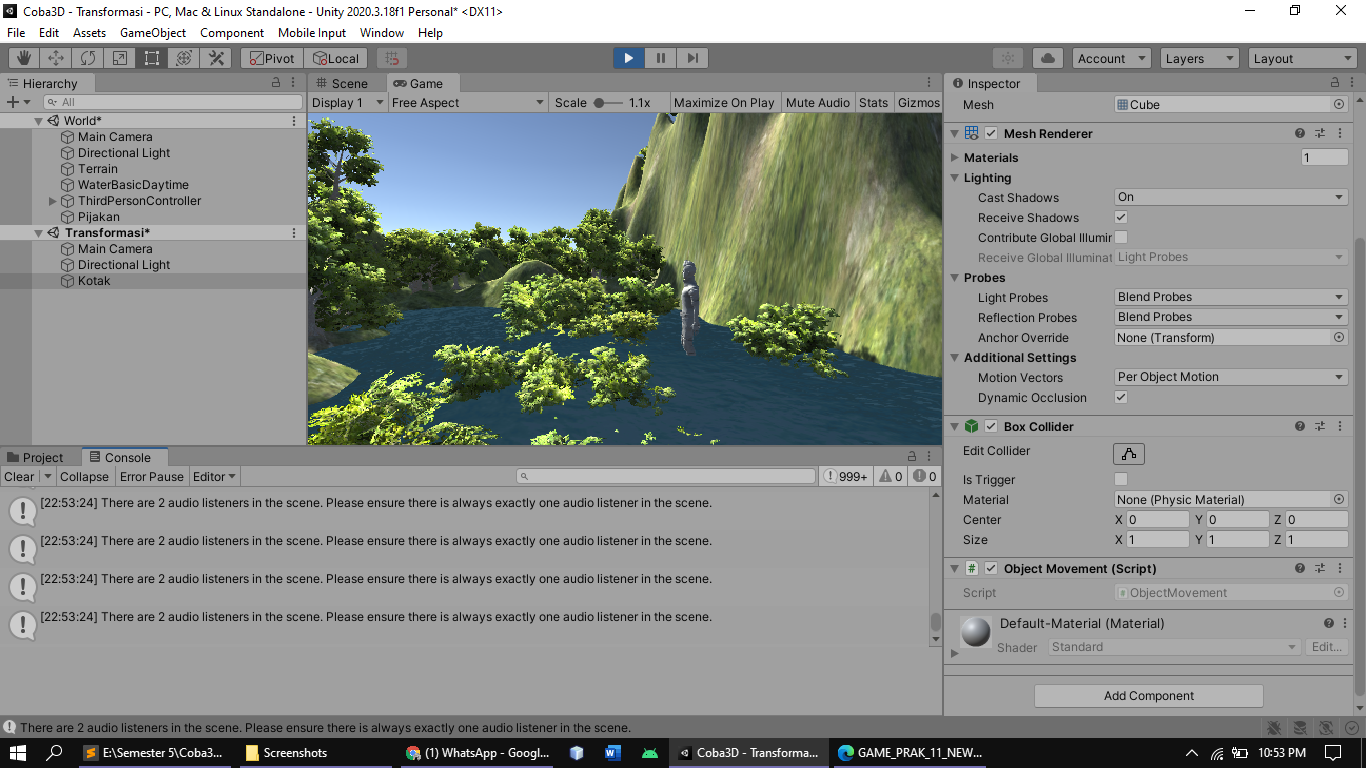 Coba3D - Transformasi - PC, Mac & Linux Standalone - Unity 2020.3.18f1 Personal* <DX11>
File Edit Assets GameObject Component Mobile Input Window Help
Pivot Local Account Layers Layout
Hierarchy
All
World*
Main Camera
Directional Light
Terrain
WaterBasicDaytime
ThirdPersonController
Pijakan
Transformasi*
Main Camera
Directional Light
Kotak
Scene Game
Display 1 Free Aspect Scale 1.1x Maximize On Play Mute Audio Stats Gizmos
Project Console
Clear Collapse Error Pause Editor 999+ 0 0
[22:53:24] There are 2 audio listeners in the scene. Please ensure there is always exactly one audio listener in the scene.
[22:53:24] There are 2 audio listeners in the scene. Please ensure there is always exactly one audio listener in the scene.
[22:53:24] There are 2 audio listeners in the scene. Please ensure there is always exactly one audio listener in the scene.
[22:53:24] There are 2 audio listeners in the scene. Please ensure there is always exactly one audio listener in the scene.
Inspector
Mesh Cube
Mesh Renderer
Materials 1
Lighting
Cast Shadows On
Receive Shadows
Contribute Global Illumir
Receive Global Illuminat Light Probes
Probes
Light Probes Blend Probes
Reflection Probes Blend Probes
Anchor Override None (Transform)
Additional Settings
Motion Vectors Per Object Motion
Dynamic Occlusion
Box Collider
Edit Collider
Is Trigger
Material None (Physic Material)
Center X 0 Y 0 Z 0
Size X 1 Y 1 Z 1
# Object Movement (Script)
Script # ObjectMovement
Default-Material (Material)
Shader Standard Edit...
Add Component
There are 2 audio listeners in the scene. Please ensure there is always exactly one audio listener in the scene.
E:\Semester 5\Coba3... Screenshots (1) WhatsApp - Googl... Coba3D - Transforma... GAME_PRAK_11_NEW... 10:53 PM